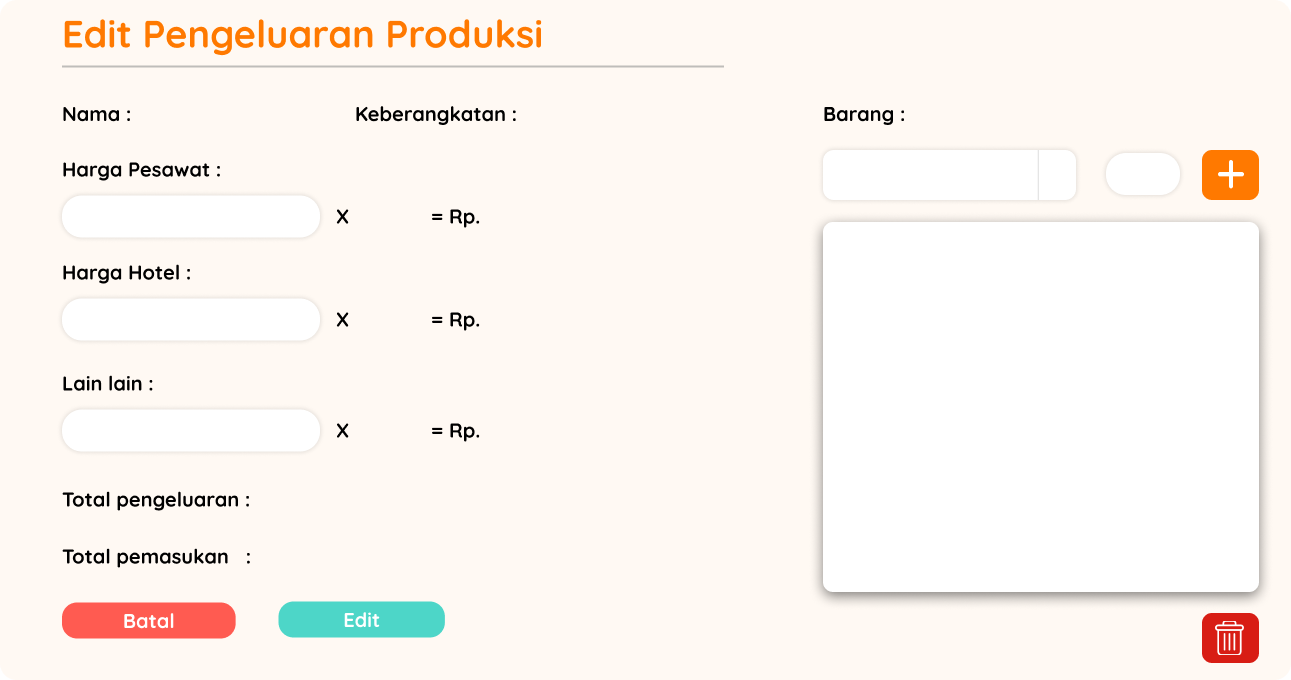 Edit Pengeluaran Produksi
Nama :
Keberangkatan :
Barang :
Harga Pesawat :
X = Rp.
Harga Hotel :
X = Rp.
Lain lain :
X = Rp.
Total pengeluaran :
Total pemasukan :
Batal
Edit